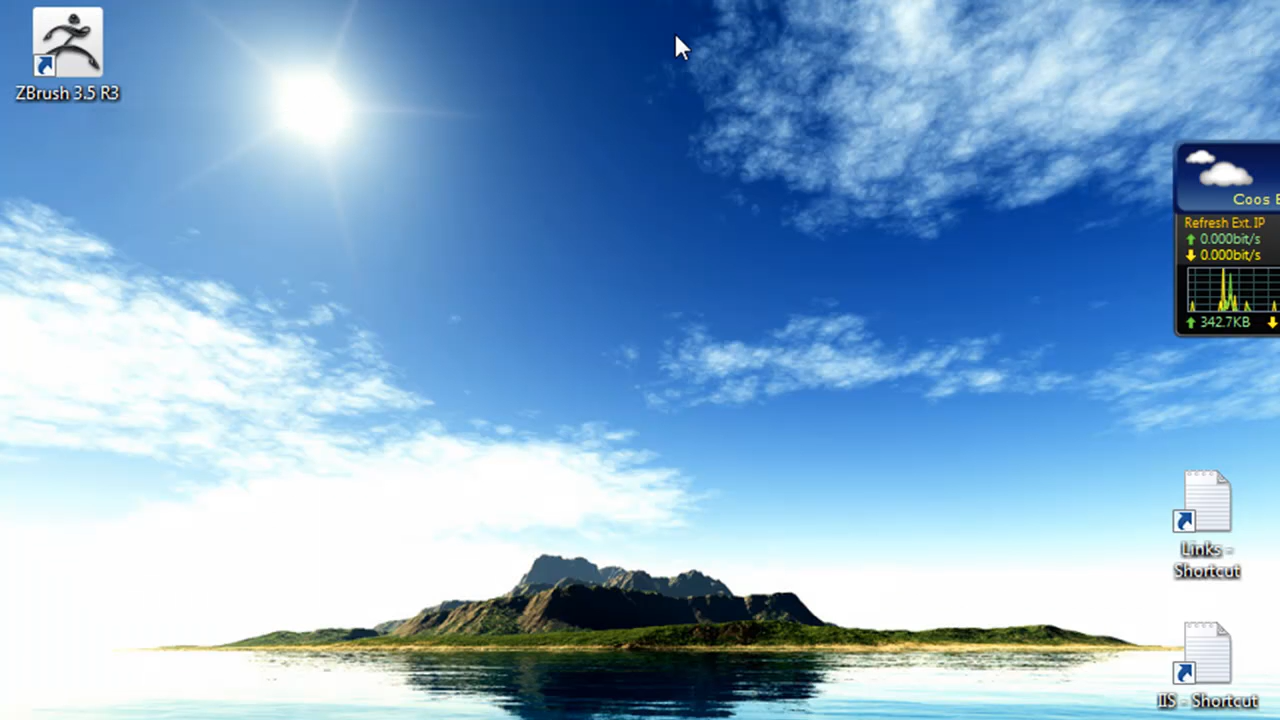 ZBrush 3.5 R3
Coos
Refresh Ext. IP
0.000bit/s
0.000bit/s
342.7KB
Links -
Shortcut
IIS - Shortcut